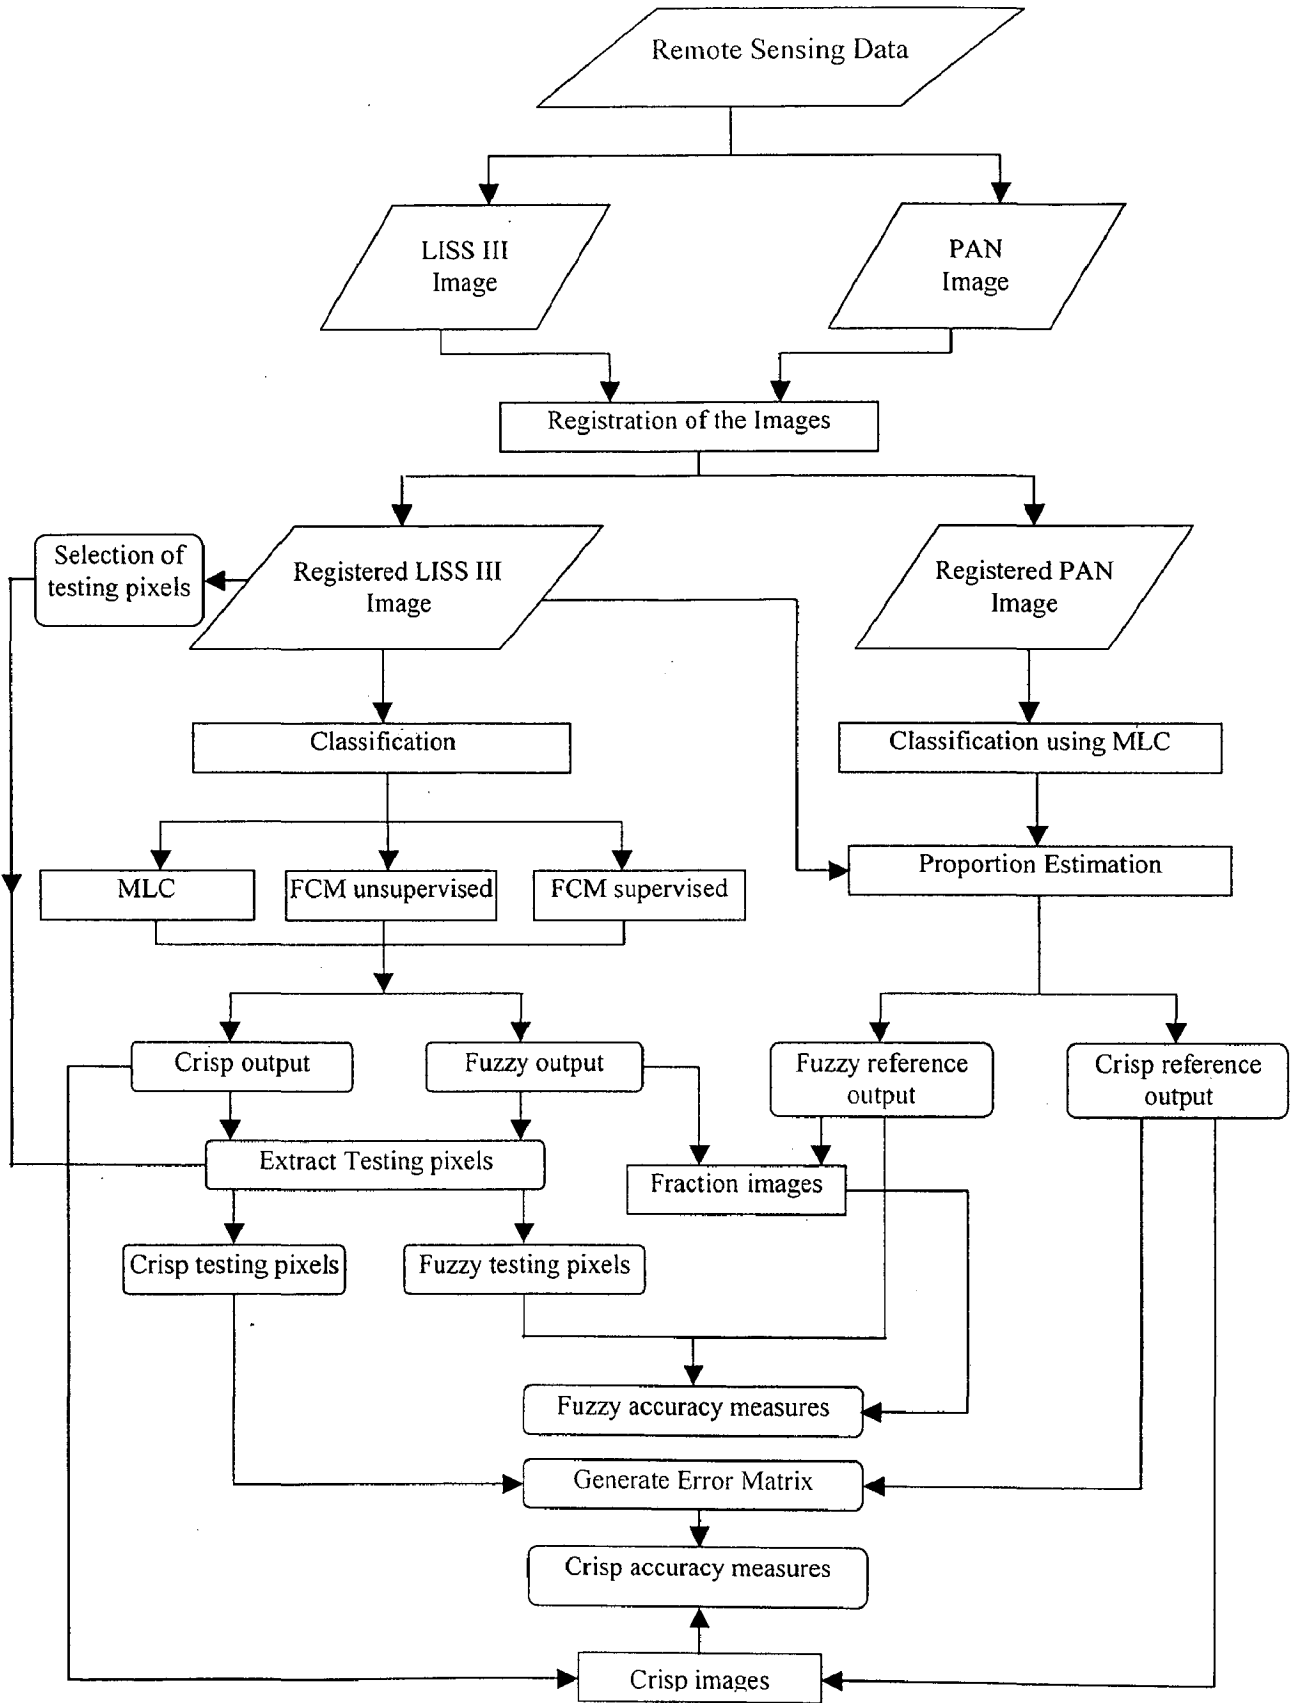 Remote Sensing Data
LISS III
Image
PAN
Image
Registration of the Images
Selection of
testing pixels
Registered LISS III
Image
Registered PAN
Image
Classification
Classification using MLC
MLC
FCM unsupervised
FCM supervised
Proportion Estimation
Crisp output
Fuzzy output
Fuzzy reference
output
Crisp reference
output
Extract Testing pixels
Fraction images
Crisp testing pixels
Fuzzy testing pixels
Fuzzy accuracy measures
Generate Error Matrix
Crisp accuracy measures
Crisp images